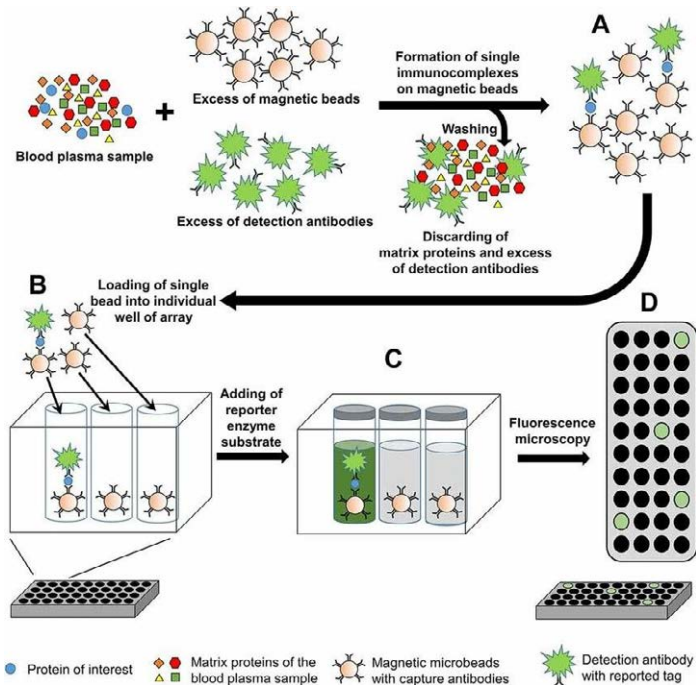 A
Formation of single
immunocomplexes
on magnetic beads
Excess of magnetic beads
+
Washing
Blood plasma sample
Excess of detection antibodies
Discarding of
matrix proteins and excess
of detection antibodies
B
Loading of single
bead into individual
well of array
D
C
Adding of
reporter
enzyme
substrate
Fluorescence
microscopy
Protein of interest
Matrix proteins of the
blood plasma sample
Magnetic microbeads
with capture antibodies
Detection antibody
with reported tag